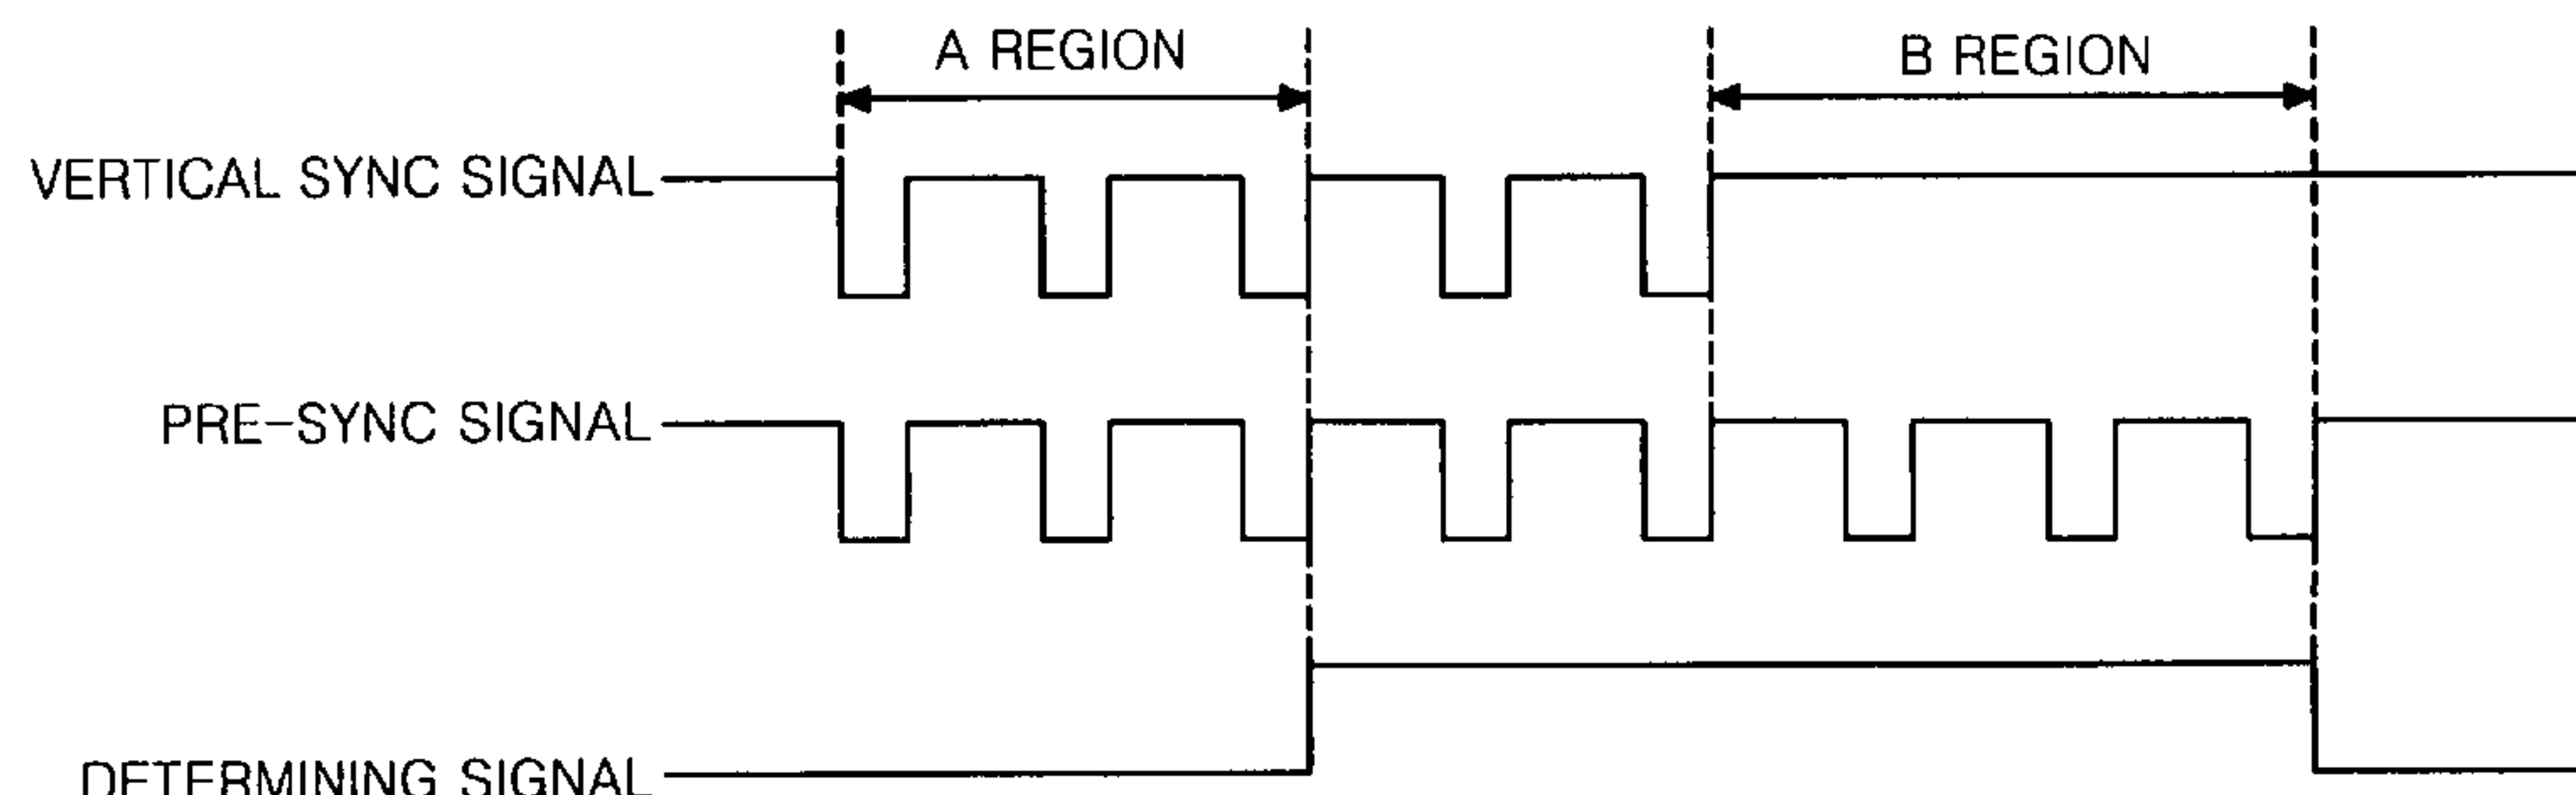 A REGION
B REGION
VERTICAL SYNC SIGNAL
PRE-SYNC SIGNAL
DETERMINING SIGNAL